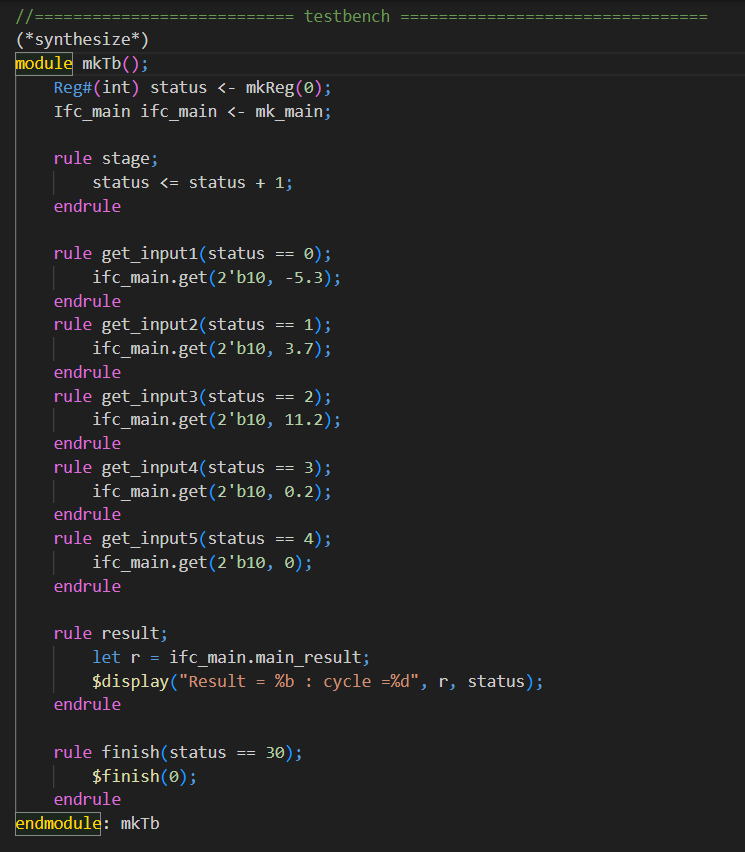 //=========================== testbench ================================
(*synthesize*)
module mkTb();
    Reg#(int) status <- mkReg(0);
    Ifc_main ifc_main <- mk_main;

    rule stage;
        status <= status + 1;
    endrule

    rule get_input1(status == 0);
        ifc_main.get(2'b10, -5.3);
    endrule
    rule get_input2(status == 1);
        ifc_main.get(2'b10, 3.7);
    endrule
    rule get_input3(status == 2);
        ifc_main.get(2'b10, 11.2);
    endrule
    rule get_input4(status == 3);
        ifc_main.get(2'b10, 0.2);
    endrule
    rule get_input5(status == 4);
        ifc_main.get(2'b10, 0);
    endrule

    rule result;
        let r = ifc_main.main_result;
        $display("Result = %b : cycle =%d", r, status);
    endrule

    rule finish(status == 30);
        $finish(0);
    endrule
endmodule: mkTb